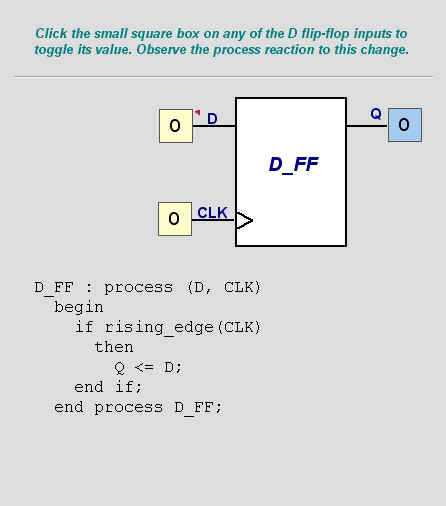 Click the small square box on any of the D flip-flop inputs to
toggle its value. Observe the process reaction to this change.
0 D Q 0
D_FF
0 CLK
D_FF : process (D, CLK)
begin
if rising_edge(CLK)
then
Q <= D;
end if;
end process D_FF;